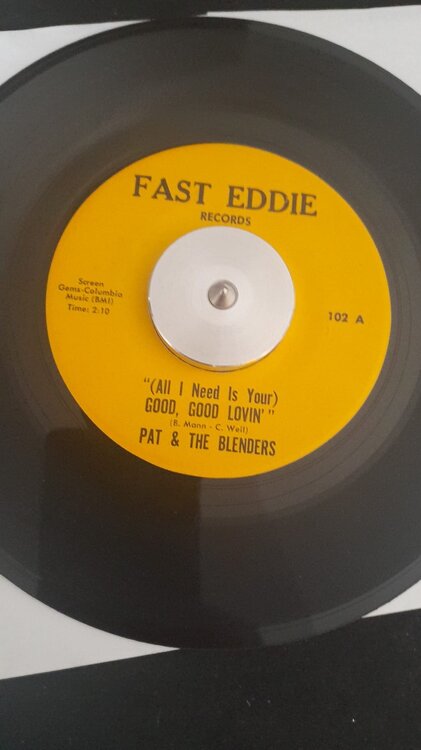 FAST EDDIE
RECORDS
Screen
Gems-Columbia
Music (BMI)
Time: 2:10
102 A
"(All I Need Is Your)
GOOD, GOOD LOVIN' "
(B. Mann - C. Weil)
PAT & THE BLENDERS